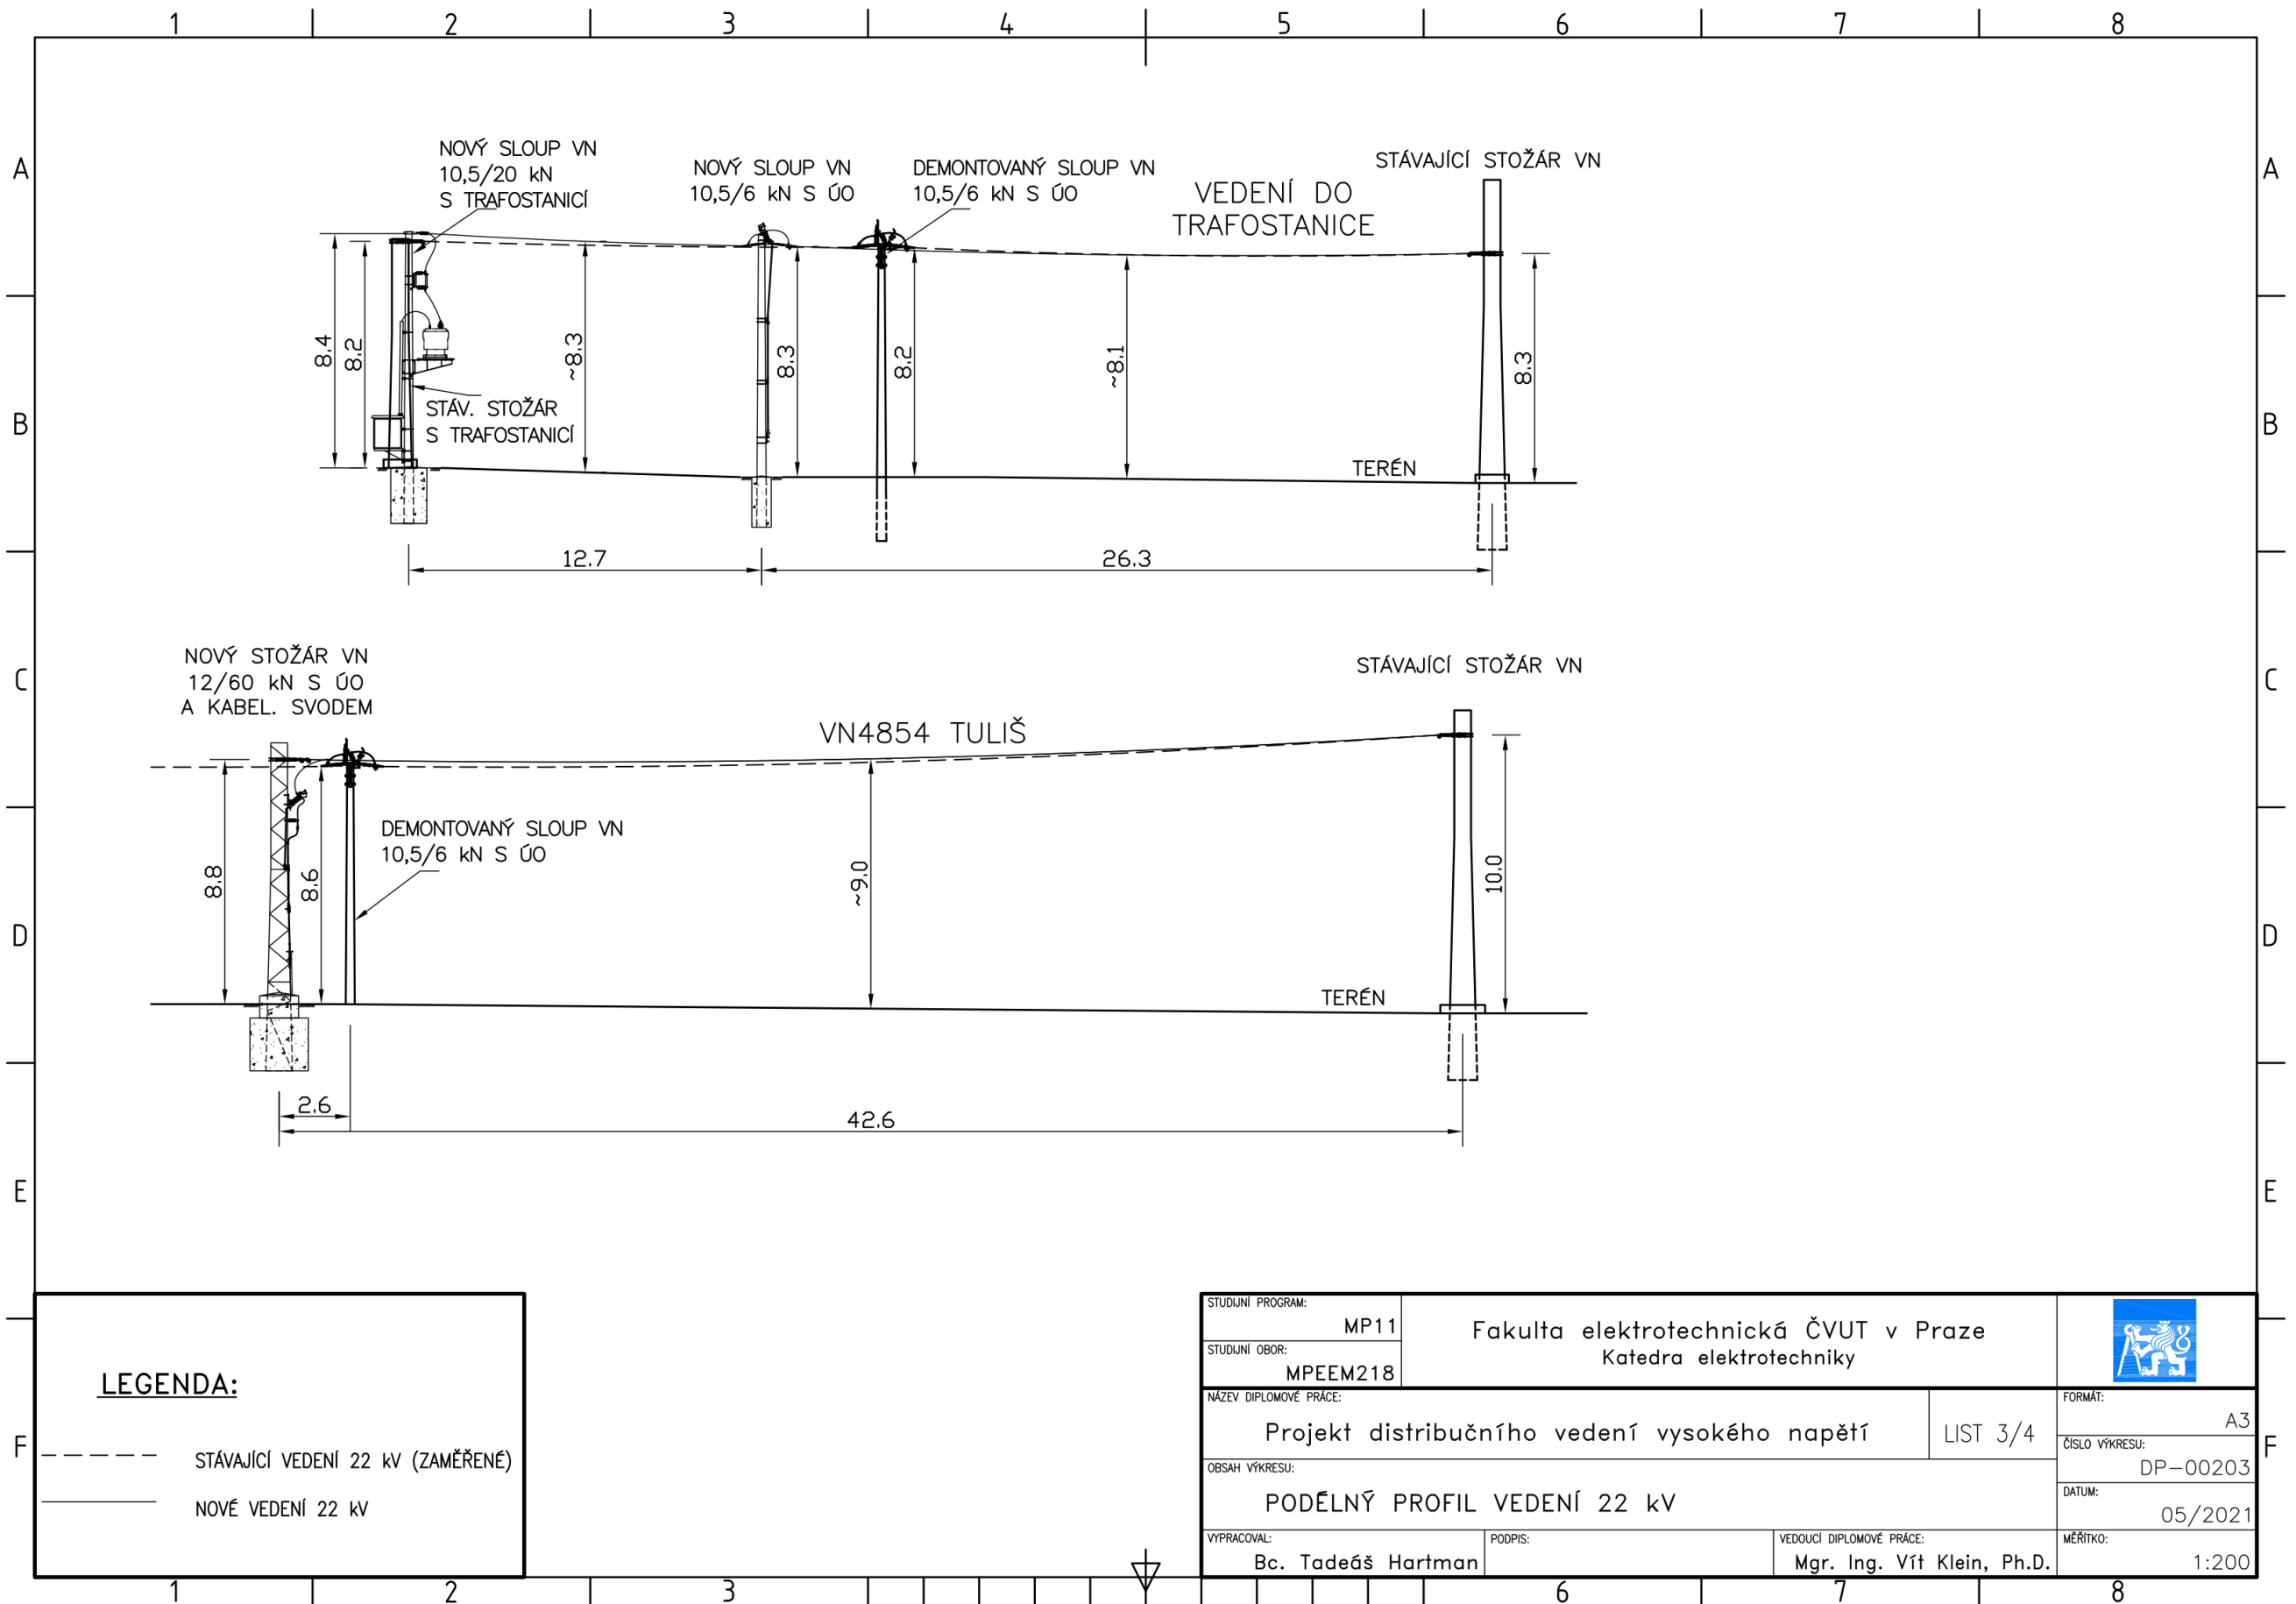 1 2 3 4 5 6 7 8
A A
NOVÝ SLOUP VN
10,5/20 kN
S TRAFOSTANICÍ
NOVÝ SLOUP VN
10,5/6 kN S ÚO
DEMONTOVANÝ SLOUP VN
10,5/6 kN S ÚO
VEDENÍ DO
TRAFOSTANICE
STÁVAJÍCÍ STOŽÁR VN
8.4
8.2
~8.3
8.3
8.2
~8.1
8.3
B B
STÁV. STOŽÁR
S TRAFOSTANICÍ
TERÉN
12.7
26.3
C C
NOVÝ STOŽÁR VN
12/60 kN S ÚO
A KABEL. SVODEM
VN4854 TULIŠ
STÁVAJÍCÍ STOŽÁR VN
DEMONTOVANÝ SLOUP VN
10,5/6 kN S ÚO
8.8
8.6
~9.0
10.0
D D
TERÉN
2.6
42.6
E E
LEGENDA:
STÁVAJÍCÍ VEDENÍ 22 kV (ZAMĚŘENÉ)
NOVÉ VEDENÍ 22 kV
F F
STUDIJNÍ PROGRAM:
MP11
STUDIJNÍ OBOR:
MPEEM218
Fakulta elektrotechnická ČVUT v Praze
Katedra elektrotechniky
NÁZEV DIPLOMOVÉ PRÁCE:
Projekt distribučního vedení vysokého napětí
LIST 3/4
FORMÁT:
A3
ČÍSLO VÝKRESU:
DP-00203
OBSAH VÝKRESU:
PODÉLNÝ PROFIL VEDENÍ 22 kV
DATUM:
05/2021
VYPRACOVAL:
Bc. Tadeáš Hartman
PODPIS:
VEDOUCÍ DIPLOMOVÉ PRÁCE:
Mgr. Ing. Vít Klein, Ph.D.
MĚŘÍTKO:
1:200
1 2 3 6 7 8